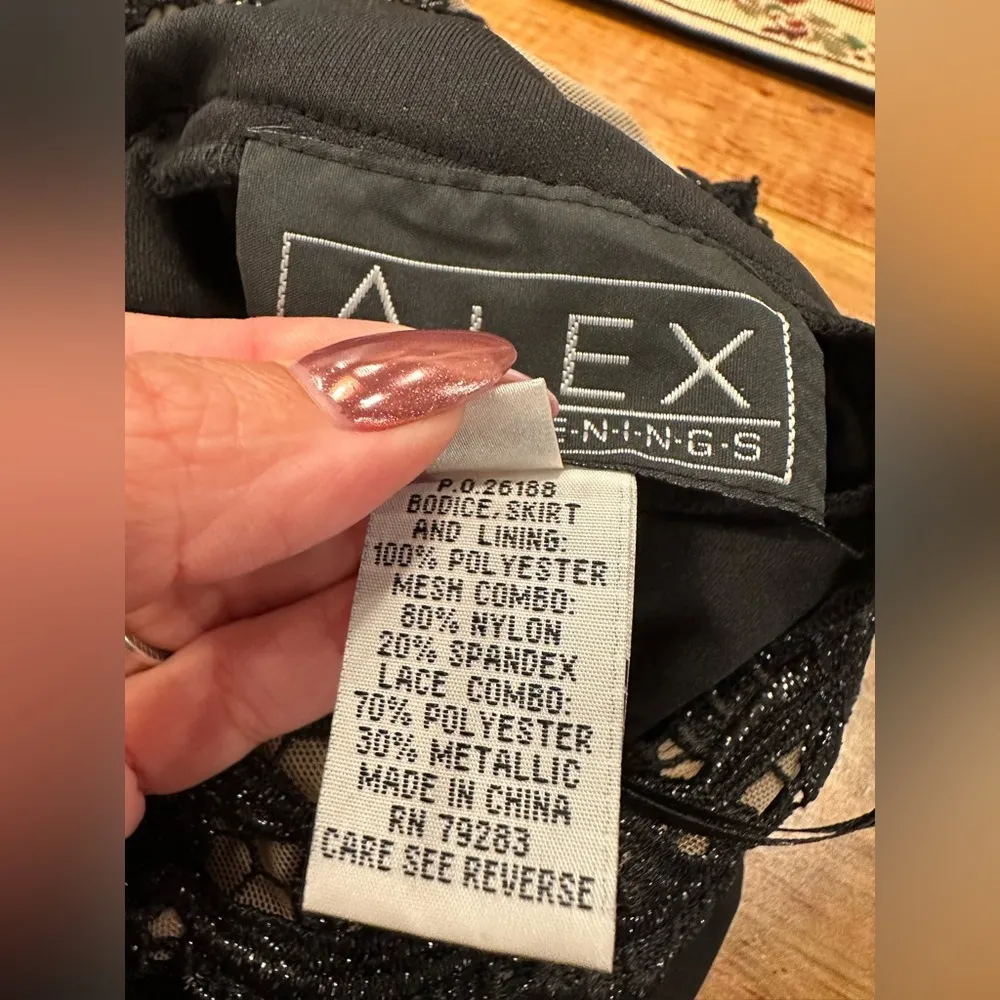 ALEX
E·N·I·N·G·S
P.O.26188
BODICE, SKIRT
AND LINING:
100% POLYESTER
MESH COMBO:
80% NYLON
20% SPANDEX
LACE COMBO:
70% POLYESTER
30% METALLIC
MADE IN CHINA
RN 79283
CARE SEE REVERSE